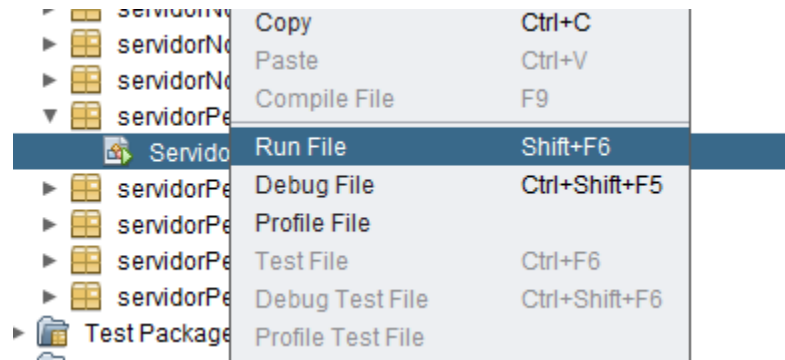 servidorNo
servidorNo
servidorPe
Servido
servidorPe
servidorPe
servidorPe
servidorPe
Test Package
Copy Ctrl+C
Paste Ctrl+V
Compile File F9
Run File Shift+F6
Debug File Ctrl+Shift+F5
Profile File
Test File Ctrl+F6
Debug Test File Ctrl+Shift+F6
Profile Test File